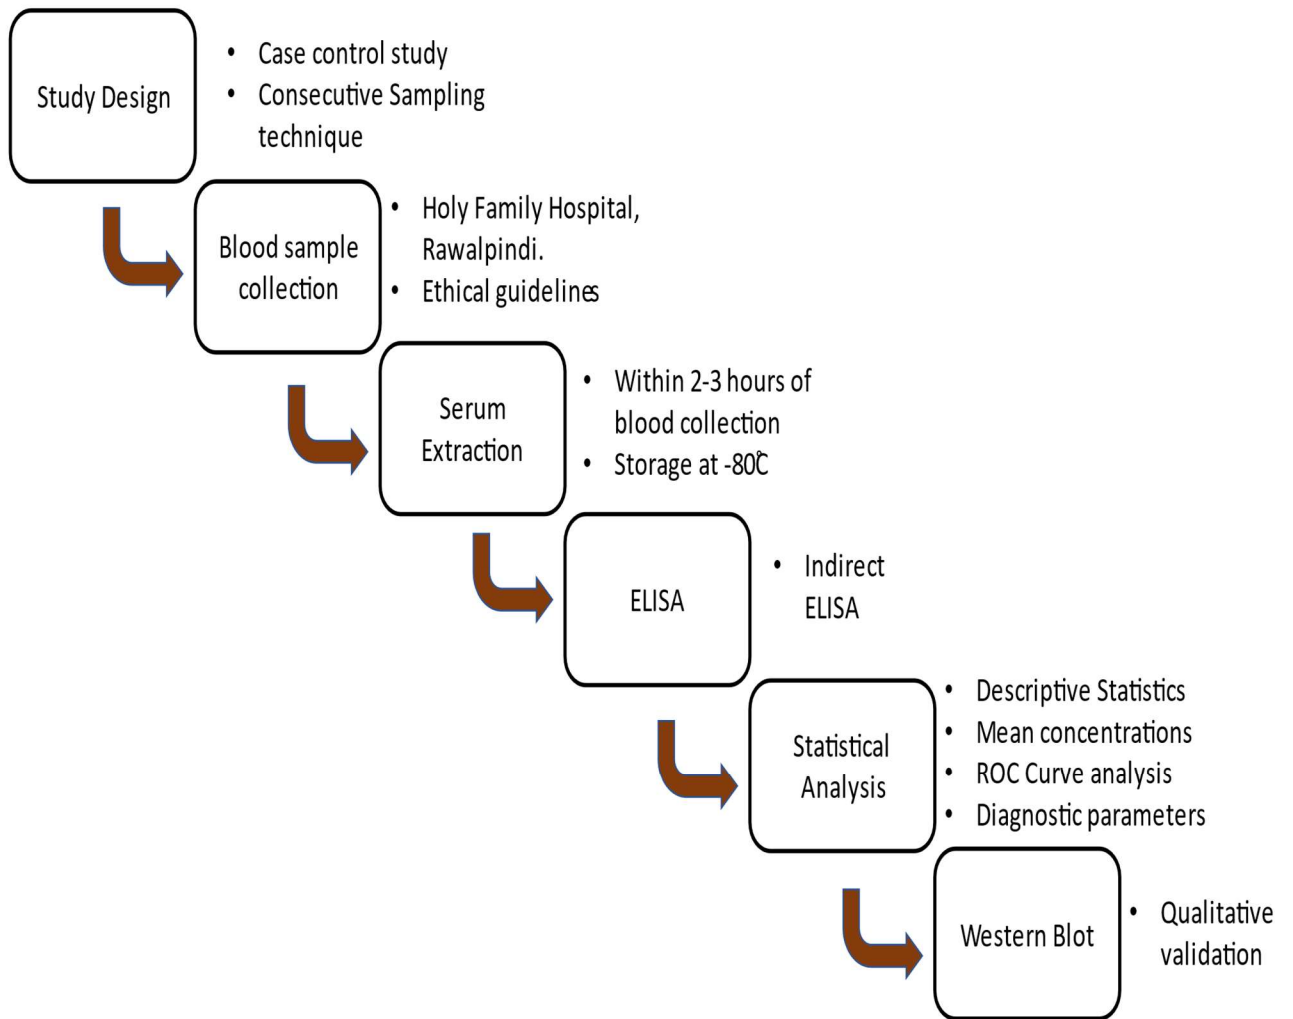 Study Design
• Case control study
• Consecutive Sampling
technique
Blood sample
collection
• Holy Family Hospital,
Rawalpindi.
• Ethical guidelines
Serum
Extraction
• Within 2-3 hours of
blood collection
• Storage at -80°C
ELISA
• Indirect
ELISA
Statistical
Analysis
• Descriptive Statistics
• Mean concentrations
• ROC Curve analysis
• Diagnostic parameters
Western Blot
• Qualitative
validation